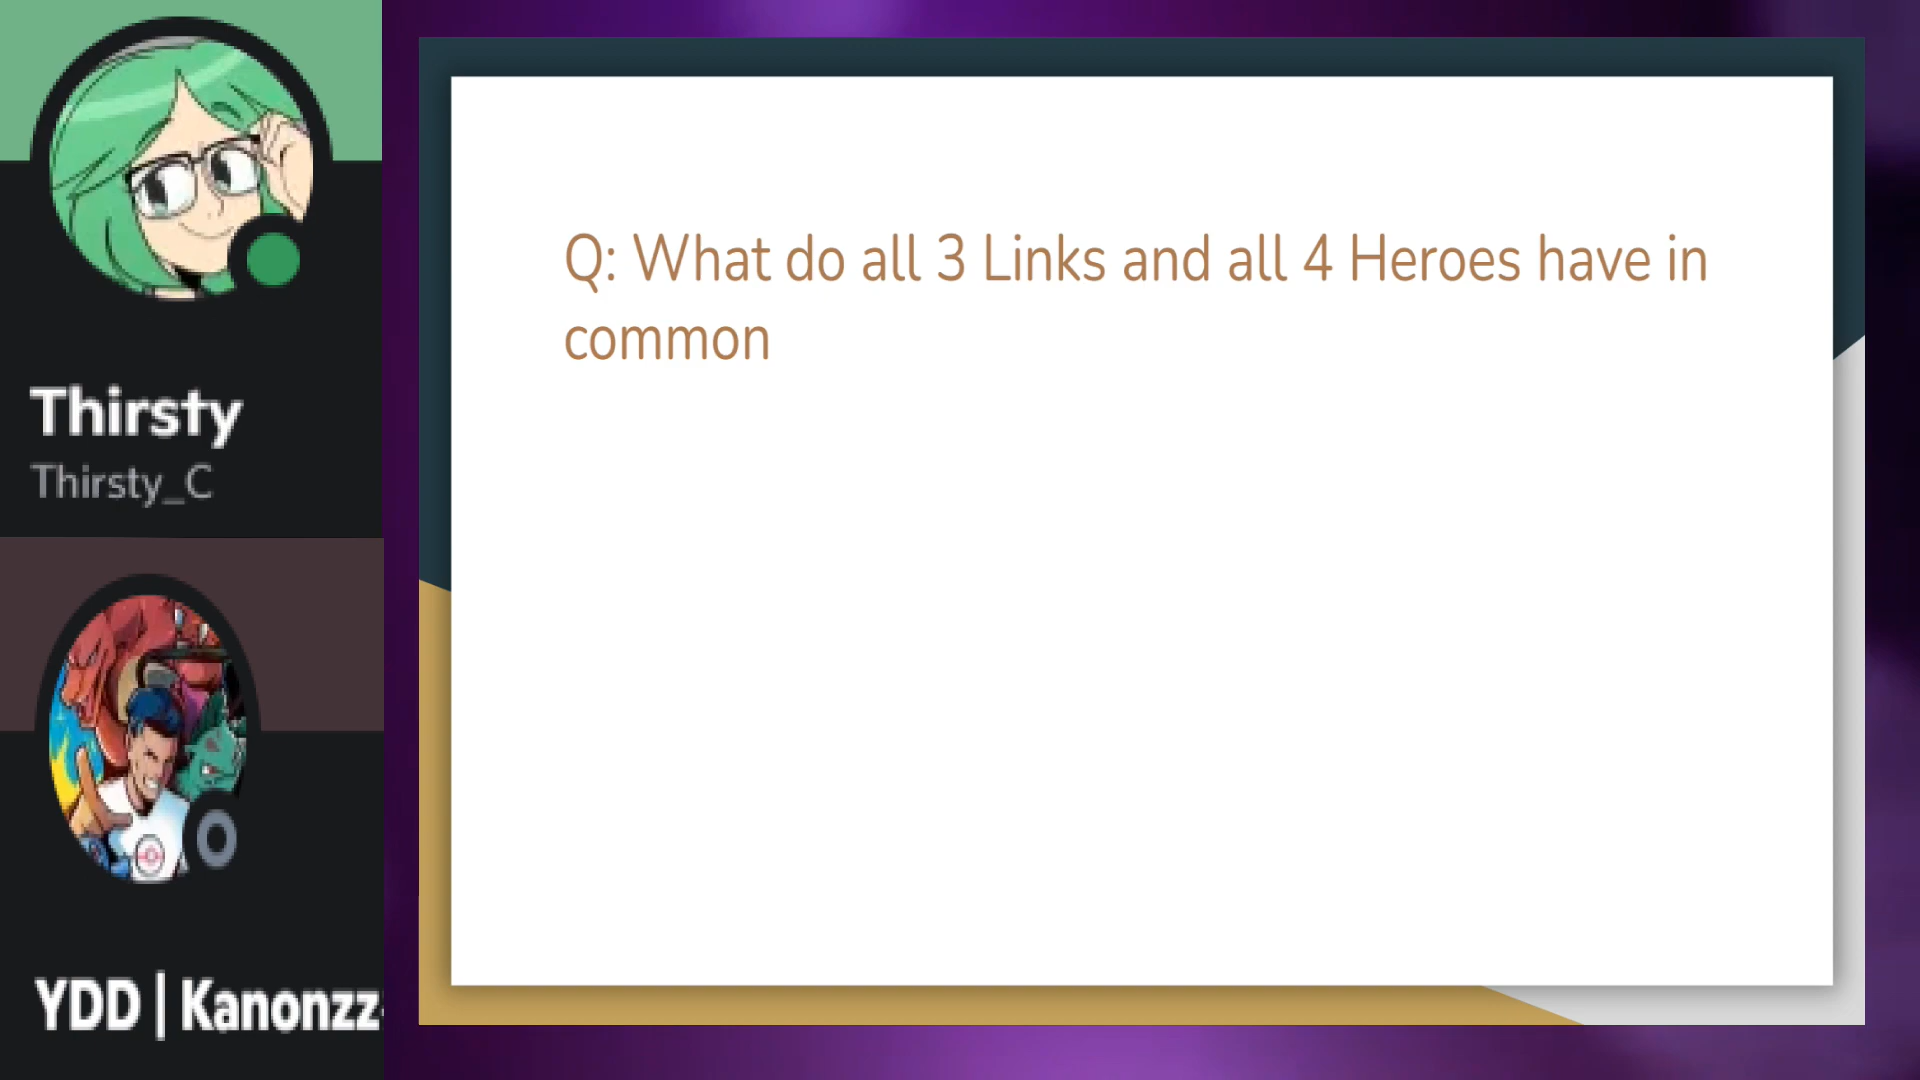 Thirsty
Thirsty_C
YDD | Kanonzz
Q: What do all 3 Links and all 4 Heroes have in
common